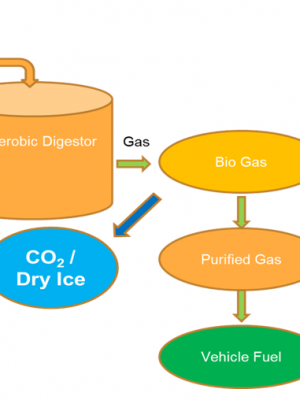 erobic Digestor
Gas
Bio Gas
CO₂ /
Dry Ice
Purified Gas
Vehicle Fuel